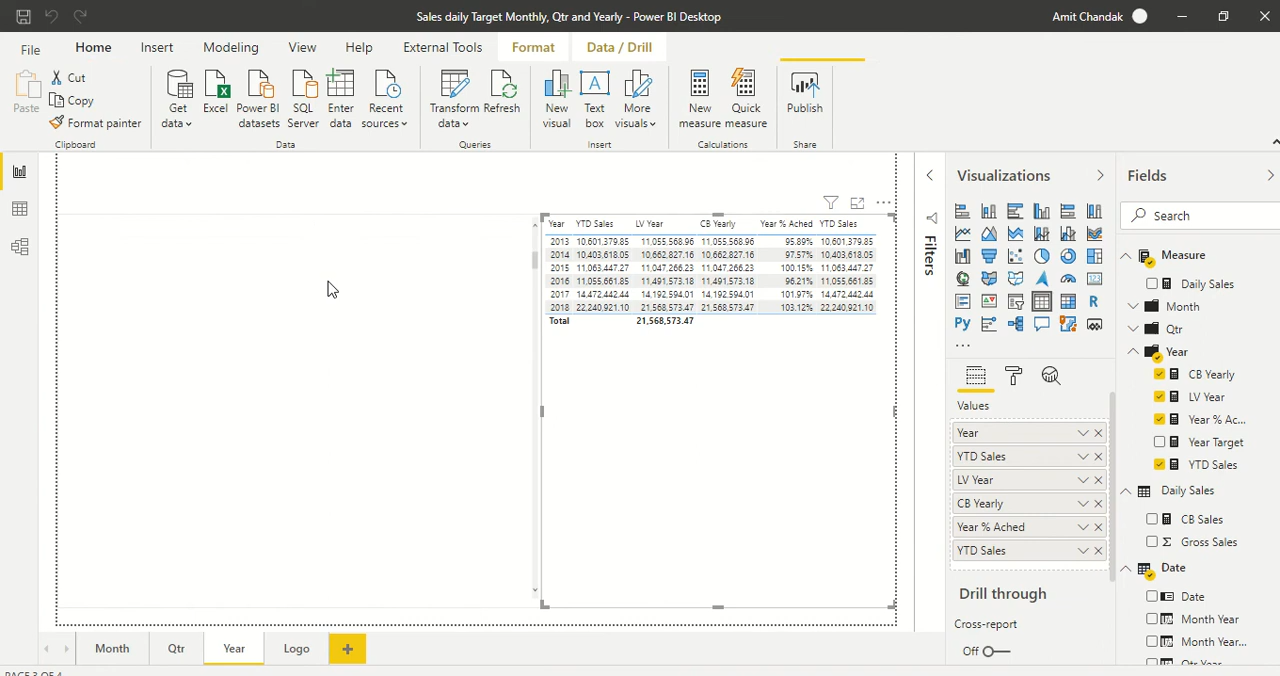 Sales daily Target Monthly, Qtr and Yearly - Power BI Desktop
Amit Chandak
File Home Insert Modeling View Help External Tools Format Data / Drill
Paste
Cut
Copy
Format painter
Clipboard
Get data
Excel
Power BI datasets
SQL Server
Enter data
Recent sources
Data
Transform data
Refresh
Queries
New visual
Text box
More visuals
Insert
New measure
Quick measure
Calculations
Publish
Share
Year YTD Sales LV Year CB Yearly Year % Ached YTD Sales
2013 10,601,379.85 11,055,568.96 11,055,568.96 95.89% 10,601,379.85
2014 10,403,618.05 10,662,827.16 10,662,827.16 97.57% 10,403,618.05
2015 11,063,447.27 11,047,266.23 11,047,266.23 100.15% 11,063,447.27
2016 11,055,661.85 11,491,573.18 11,491,573.18 96.21% 11,055,661.85
2017 14,472,442.44 14,192,594.01 14,192,594.01 101.97% 14,472,442.44
2018 22,240,921.10 21,568,573.47 21,568,573.47 103.12% 22,240,921.10
Total 21,568,573.47
Filters
Visualizations
R
Py
Values
Year
YTD Sales
LV Year
CB Yearly
Year % Ached
YTD Sales
Drill through
Cross-report
Off
Fields
Search
Measure
Daily Sales
Month
Qtr
Year
CB Yearly
LV Year
Year % Ac...
Year Target
YTD Sales
Daily Sales
CB Sales
Gross Sales
Date
Date
Month Year
Month Year...
Qtr Year
Month Qtr Year Logo +
PAGE 3 OF 4